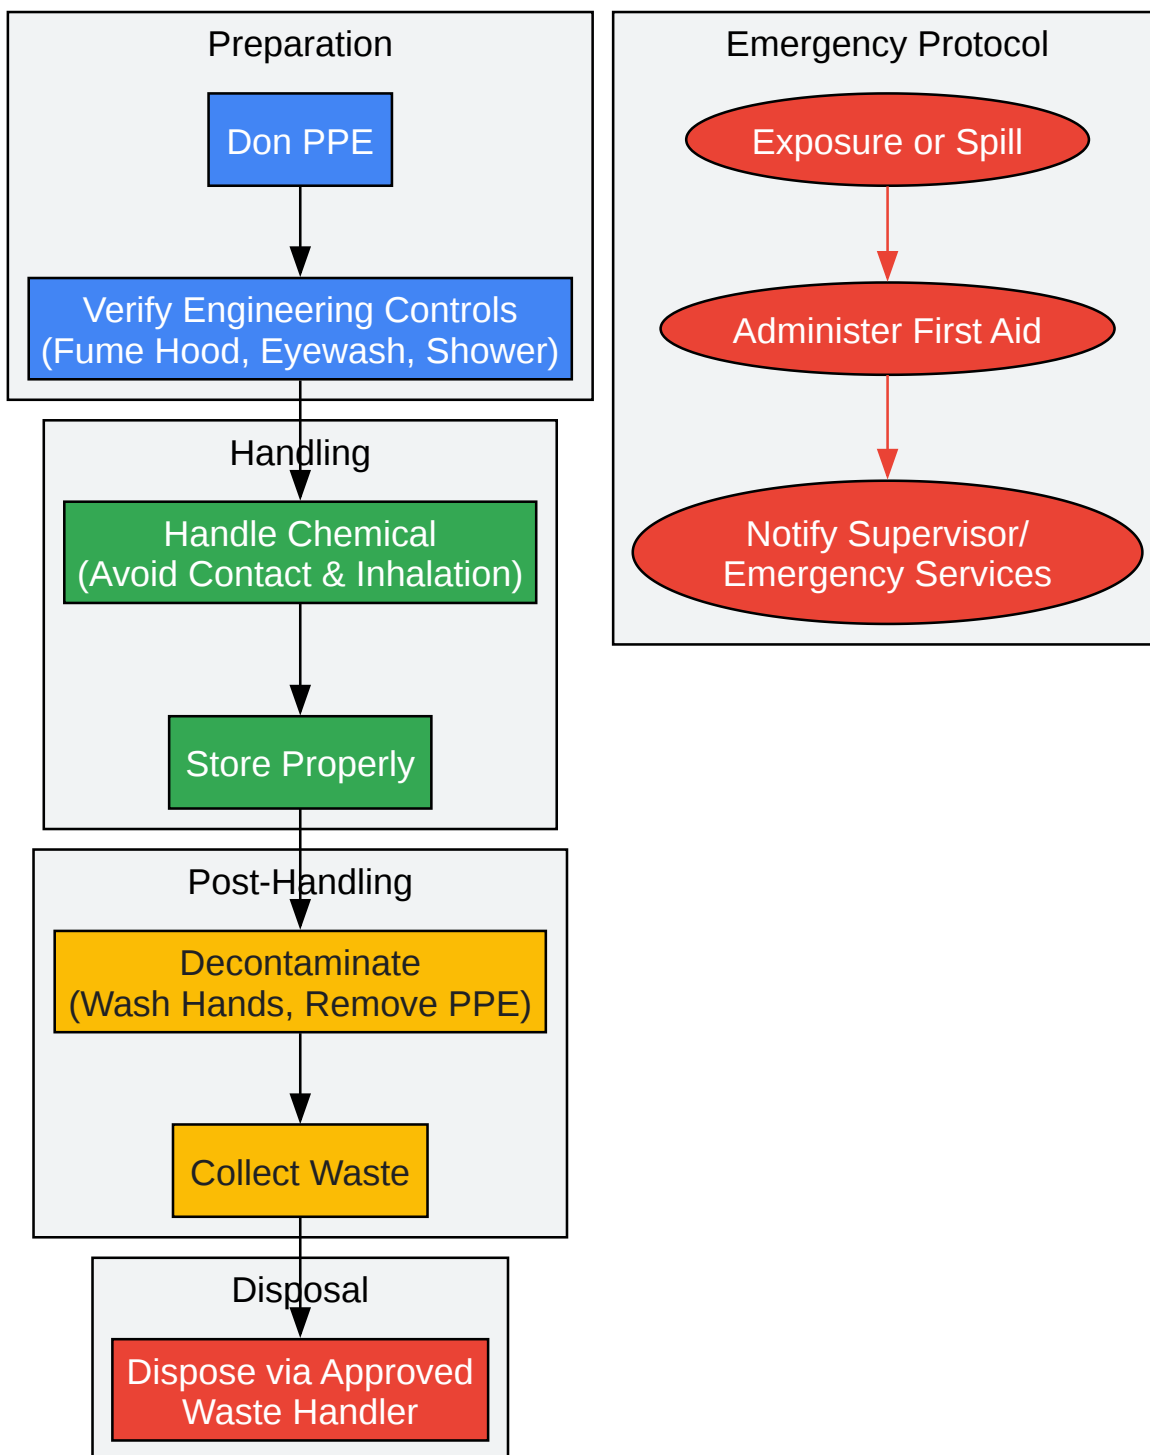 Preparation
Don PPE
Verify Engineering Controls
(Fume Hood, Eyewash, Shower)
Handling
Handle Chemical
(Avoid Contact & Inhalation)
Store Properly
Post-Handling
Decontaminate
(Wash Hands, Remove PPE)
Collect Waste
Disposal
Dispose via Approved
Waste Handler
Emergency Protocol
Exposure or Spill
Administer First Aid
Notify Supervisor/
Emergency Services